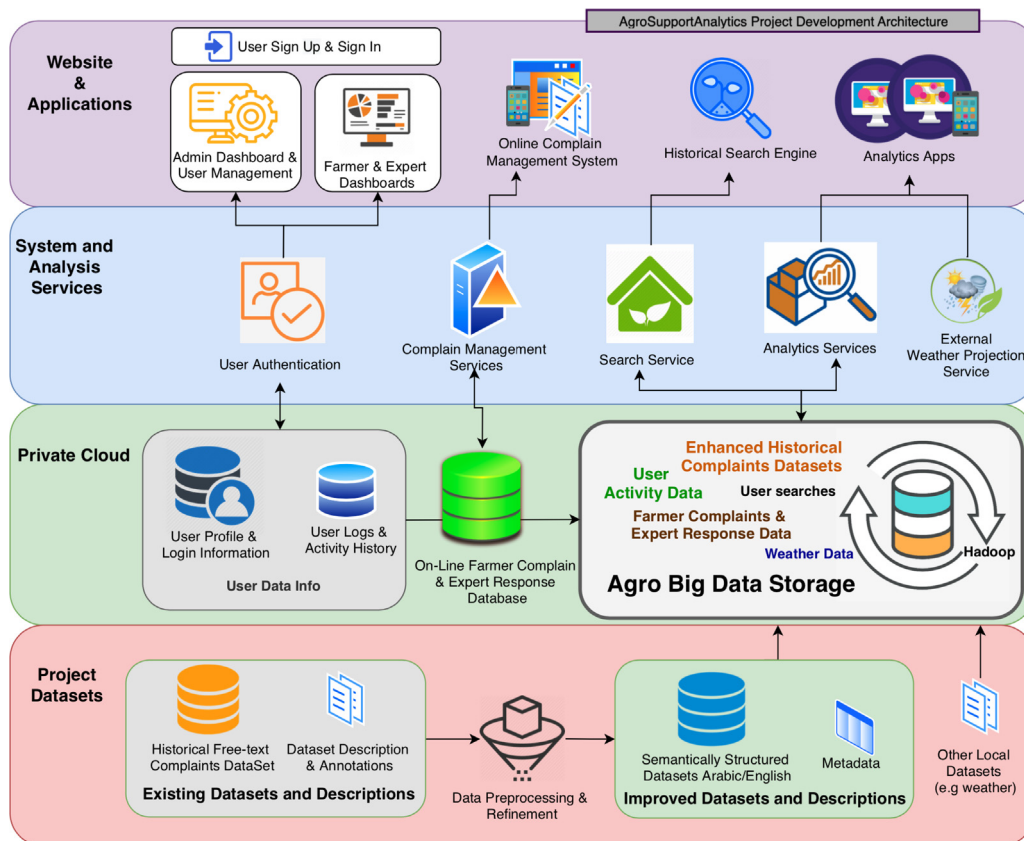 AgroSupportAnalytics Project Development Architecture
Website
&
Applications
User Sign Up & Sign In
Admin Dashboard &
User Management
Farmer & Expert
Dashboards
Online Complain
Management System
Historical Search Engine
Analytics Apps
System and
Analysis
Services
User Authentication
Complain Management
Services
Search Service
Analytics Services
External
Weather Projection
Service
Private Cloud
User Profile &
Login Information
User Logs &
Activity History
User Data Info
On-Line Farmer Complain
& Expert Response
Database
Enhanced Historical
Complaints Datasets
User
Activity Data
User searches
Farmer Complaints &
Expert Response Data
Weather Data
Hadoop
Agro Big Data Storage
Project
Datasets
Historical Free-text
Complaints DataSet
Dataset Description
& Annotations
Existing Datasets and Descriptions
Data Preprocessing &
Refinement
Semantically Structured
Datasets Arabic/English
Metadata
Improved Datasets and Descriptions
Other Local
Datasets
(e.g weather)